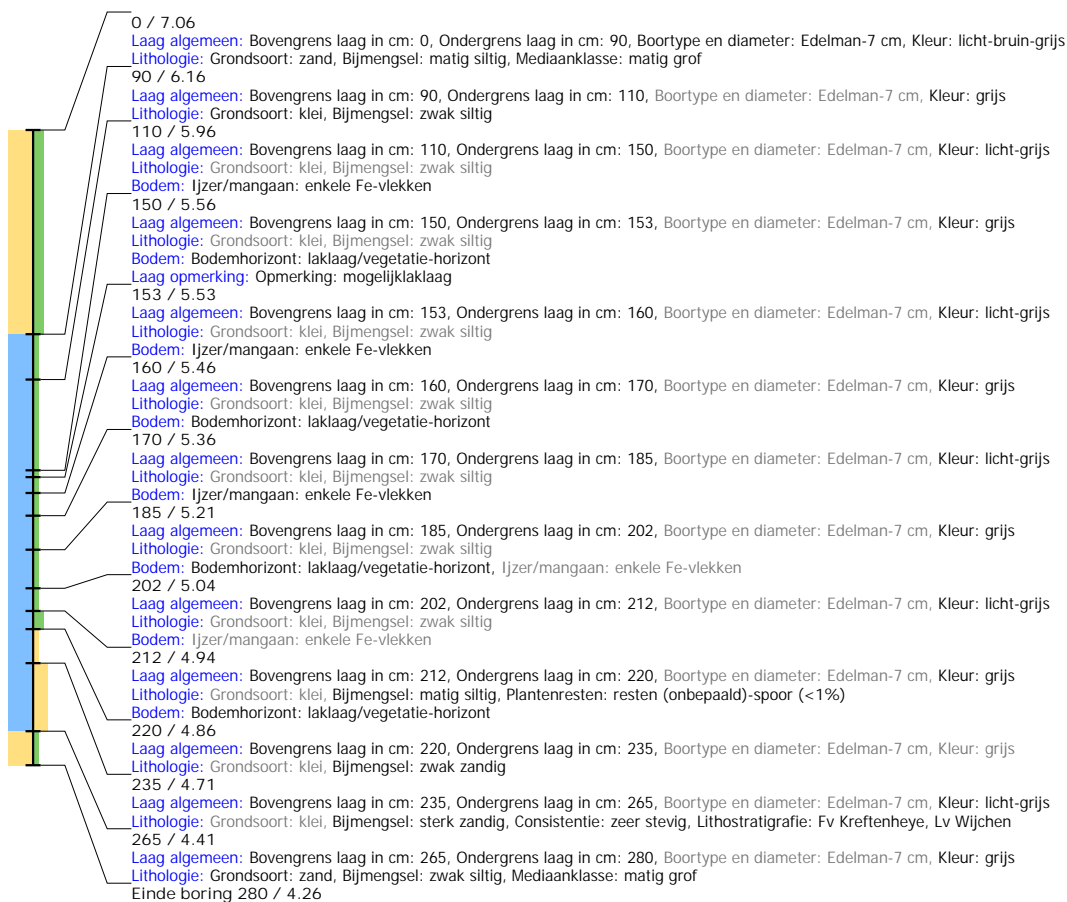 0 / 7.06
Laag algemeen: Bovengrens laag in cm: 0, Ondergrens laag in cm: 90, Boortype en diameter: Edelman-7 cm, Kleur: licht-bruin-grijs
Lithologie: Grondsoort: zand, Bijmengsel: matig siltig, Mediaanklasse: matig grof
90 / 6.16
Laag algemeen: Bovengrens laag in cm: 90, Ondergrens laag in cm: 110, Boortype en diameter: Edelman-7 cm, Kleur: grijs
Lithologie: Grondsoort: klei, Bijmengsel: zwak siltig
110 / 5.96
Laag algemeen: Bovengrens laag in cm: 110, Ondergrens laag in cm: 150, Boortype en diameter: Edelman-7 cm, Kleur: licht-grijs
Lithologie: Grondsoort: klei, Bijmengsel: zwak siltig
Bodem: Ijzer/mangaan: enkele Fe-vlekken
150 / 5.56
Laag algemeen: Bovengrens laag in cm: 150, Ondergrens laag in cm: 153, Boortype en diameter: Edelman-7 cm, Kleur: grijs
Lithologie: Grondsoort: klei, Bijmengsel: zwak siltig
Bodem: Bodemhorizont: laklaag/vegetatie-horizont
Laag opmerking: Opmerking: mogelijklaklaag
153 / 5.53
Laag algemeen: Bovengrens laag in cm: 153, Ondergrens laag in cm: 160, Boortype en diameter: Edelman-7 cm, Kleur: licht-grijs
Lithologie: Grondsoort: klei, Bijmengsel: zwak siltig
Bodem: Ijzer/mangaan: enkele Fe-vlekken
160 / 5.46
Laag algemeen: Bovengrens laag in cm: 160, Ondergrens laag in cm: 170, Boortype en diameter: Edelman-7 cm, Kleur: grijs
Lithologie: Grondsoort: klei, Bijmengsel: zwak siltig
Bodem: Bodemhorizont: laklaag/vegetatie-horizont
170 / 5.36
Laag algemeen: Bovengrens laag in cm: 170, Ondergrens laag in cm: 185, Boortype en diameter: Edelman-7 cm, Kleur: licht-grijs
Lithologie: Grondsoort: klei, Bijmengsel: zwak siltig
Bodem: Ijzer/mangaan: enkele Fe-vlekken
185 / 5.21
Laag algemeen: Bovengrens laag in cm: 185, Ondergrens laag in cm: 202, Boortype en diameter: Edelman-7 cm, Kleur: grijs
Lithologie: Grondsoort: klei, Bijmengsel: zwak siltig
Bodem: Bodemhorizont: laklaag/vegetatie-horizont, Ijzer/mangaan: enkele Fe-vlekken
202 / 5.04
Laag algemeen: Bovengrens laag in cm: 202, Ondergrens laag in cm: 212, Boortype en diameter: Edelman-7 cm, Kleur: licht-grijs
Lithologie: Grondsoort: klei, Bijmengsel: zwak siltig
Bodem: Ijzer/mangaan: enkele Fe-vlekken
212 / 4.94
Laag algemeen: Bovengrens laag in cm: 212, Ondergrens laag in cm: 220, Boortype en diameter: Edelman-7 cm, Kleur: grijs
Lithologie: Grondsoort: klei, Bijmengsel: matig siltig, Plantenresten: resten (onbepaald)-spoor (<1%)
Bodem: Bodemhorizont: laklaag/vegetatie-horizont
220 / 4.86
Laag algemeen: Bovengrens laag in cm: 220, Ondergrens laag in cm: 235, Boortype en diameter: Edelman-7 cm, Kleur: grijs
Lithologie: Grondsoort: klei, Bijmengsel: zwak zandig
235 / 4.71
Laag algemeen: Bovengrens laag in cm: 235, Ondergrens laag in cm: 265, Boortype en diameter: Edelman-7 cm, Kleur: licht-grijs
Lithologie: Grondsoort: klei, Bijmengsel: sterk zandig, Consistentie: zeer stevig, Lithostratigrafie: Fv Kreftenheye, Lv Wijchen
265 / 4.41
Laag algemeen: Bovengrens laag in cm: 265, Ondergrens laag in cm: 280, Boortype en diameter: Edelman-7 cm, Kleur: grijs
Lithologie: Grondsoort: zand, Bijmengsel: zwak siltig, Mediaanklasse: matig grof
Einde boring 280 / 4.26